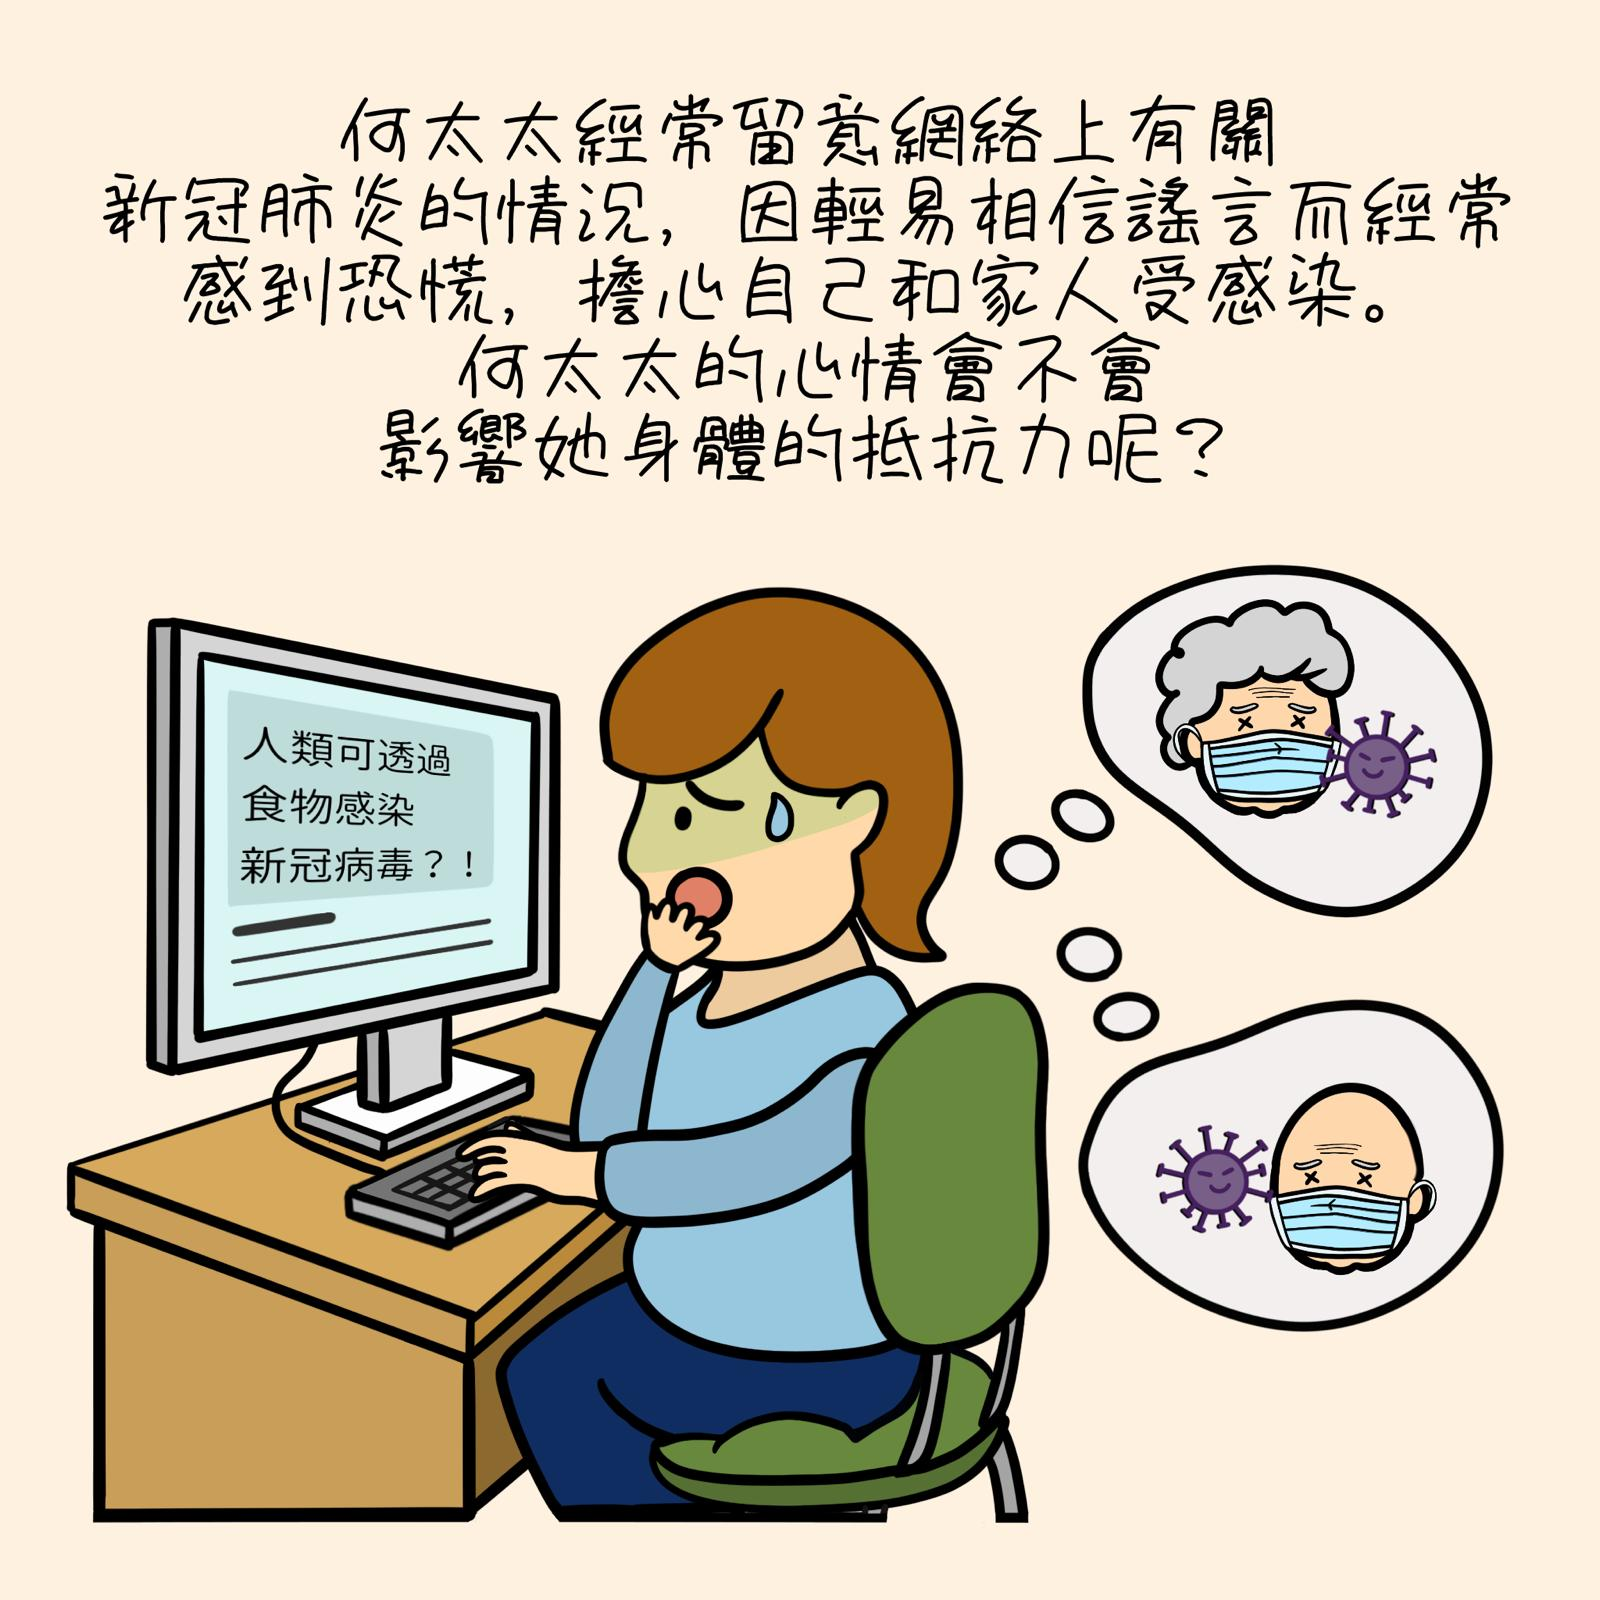 何太太經常留意網絡上有關
新冠肺炎的情況，因輕易相信謠言而經常
感到恐慌，擔心自己和家人受感染。
何太太的心情會不會
影響她身體的抵抗力呢？
人類可透過
食物感染
新冠病毒？！